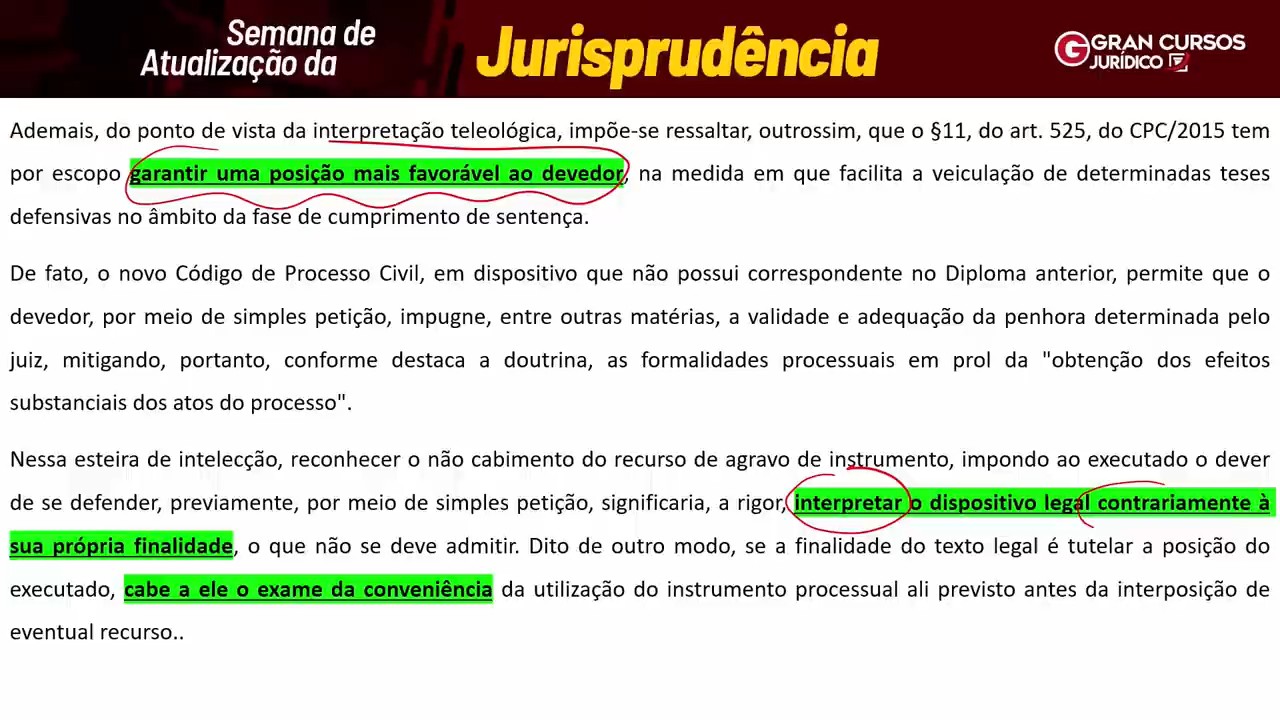 Semana de
Atualização da
Jurisprudência
GRAN CURSOS
JURÍDICO
Ademais, do ponto de vista da interpretação teleológica, impõe-se ressaltar, outrossim, que o §11, do art. 525, do CPC/2015 tem
por escopo garantir uma posição mais favorável ao devedor, na medida em que facilita a veiculação de determinadas teses
defensivas no âmbito da fase de cumprimento de sentença.
De fato, o novo Código de Processo Civil, em dispositivo que não possui correspondente no Diploma anterior, permite que o
devedor, por meio de simples petição, impugne, entre outras matérias, a validade e adequação da penhora determinada pelo
juiz, mitigando, portanto, conforme destaca a doutrina, as formalidades processuais em prol da "obtenção dos efeitos
substanciais dos atos do processo".
Nessa esteira de intelecção, reconhecer o não cabimento do recurso de agravo de instrumento, impondo ao executado o dever
de se defender, previamente, por meio de simples petição, significaria, a rigor, interpretar o dispositivo legal contrariamente à
sua própria finalidade, o que não se deve admitir. Dito de outro modo, se a finalidade do texto legal é tutelar a posição do
executado, cabe a ele o exame da conveniência da utilização do instrumento processual ali previsto antes da interposição de
eventual recurso..